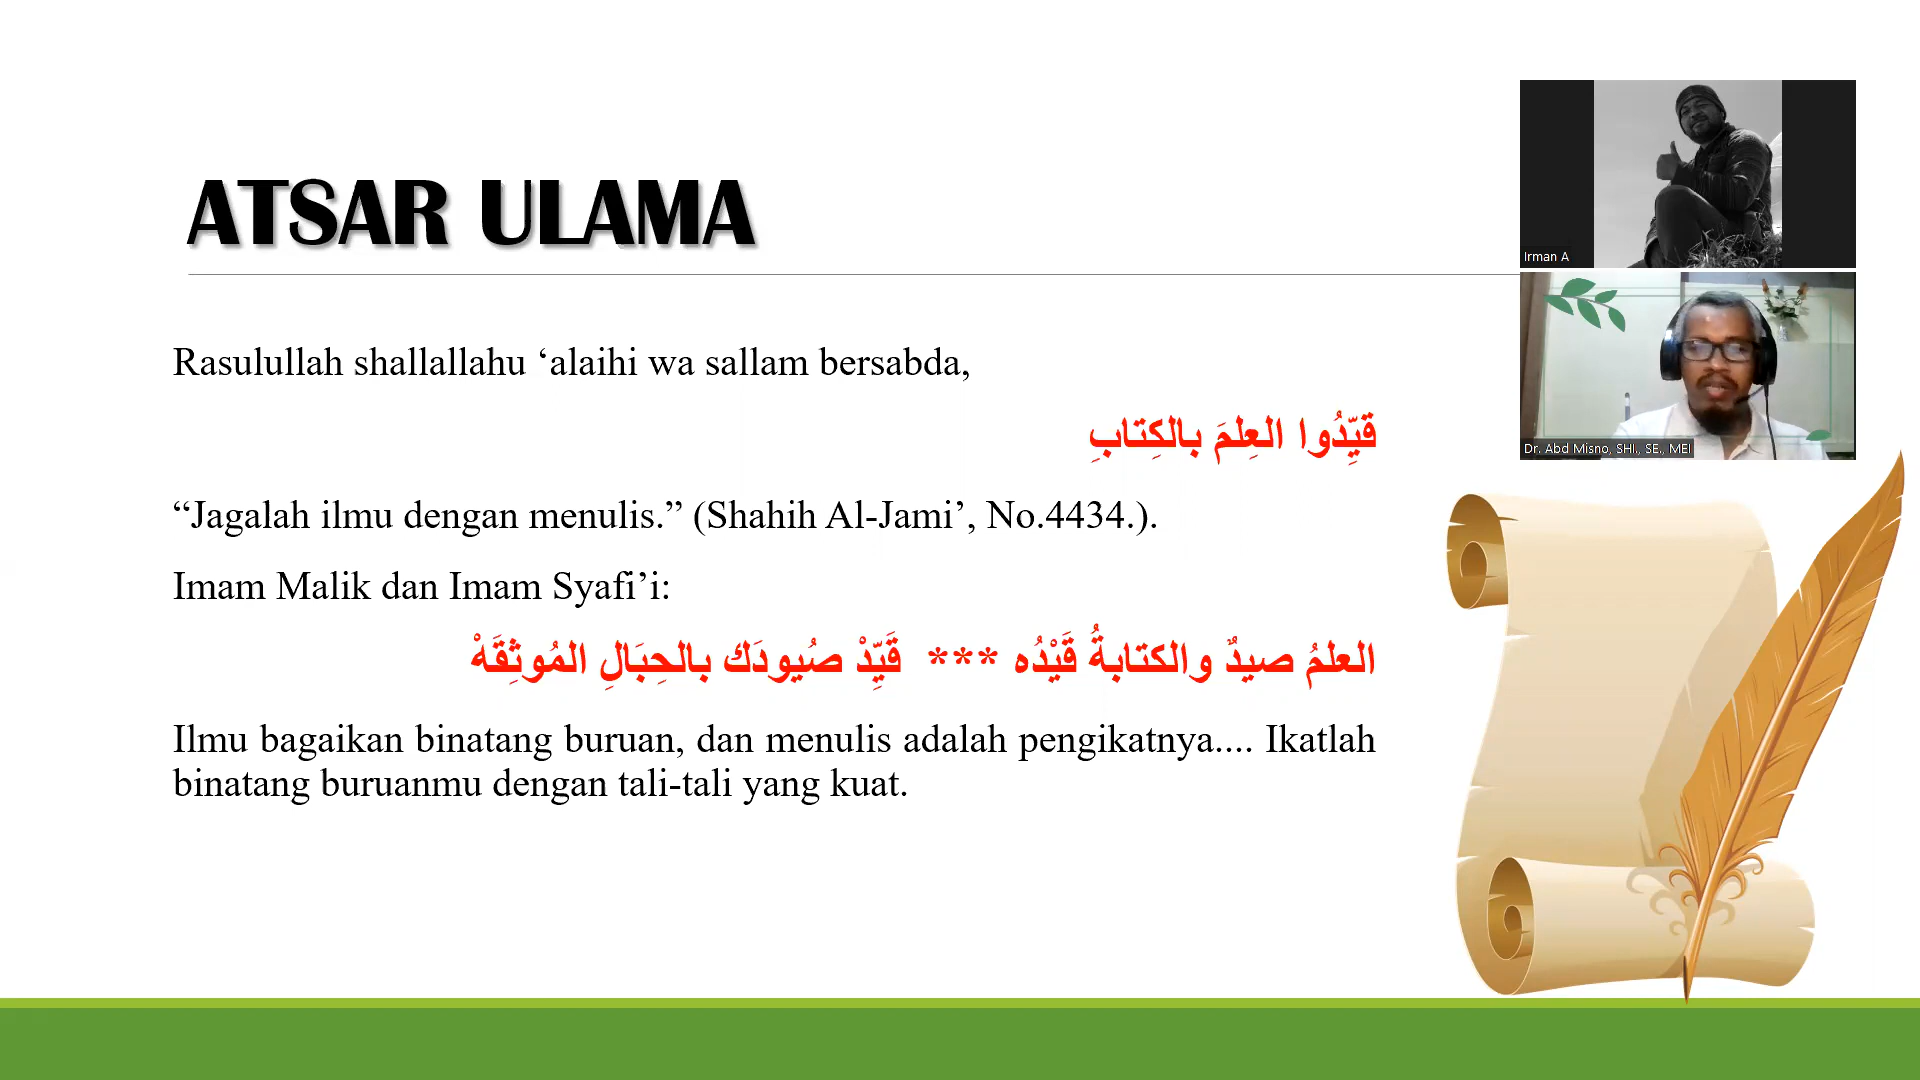 ATSAR ULAMA
Rasulullah shallallahu ‘alaihi wa sallam bersabda,
قيِّدُوا العِلمَ بالكِتابِ
“Jagalah ilmu dengan menulis.” (Shahih Al-Jami’, No.4434.).
Imam Malik dan Imam Syafi’i:
العلمُ صيدٌ والكتابةُ قَيْدُه *** قَيِّدْ صُيودَك بالحِبَالِ المُوثِقَهْ
Ilmu bagaikan binatang buruan, dan menulis adalah pengikatnya.... Ikatlah
binatang buruanmu dengan tali-tali yang kuat.
Irman A
Dr. Abd Misno, SHI., SE., MEI